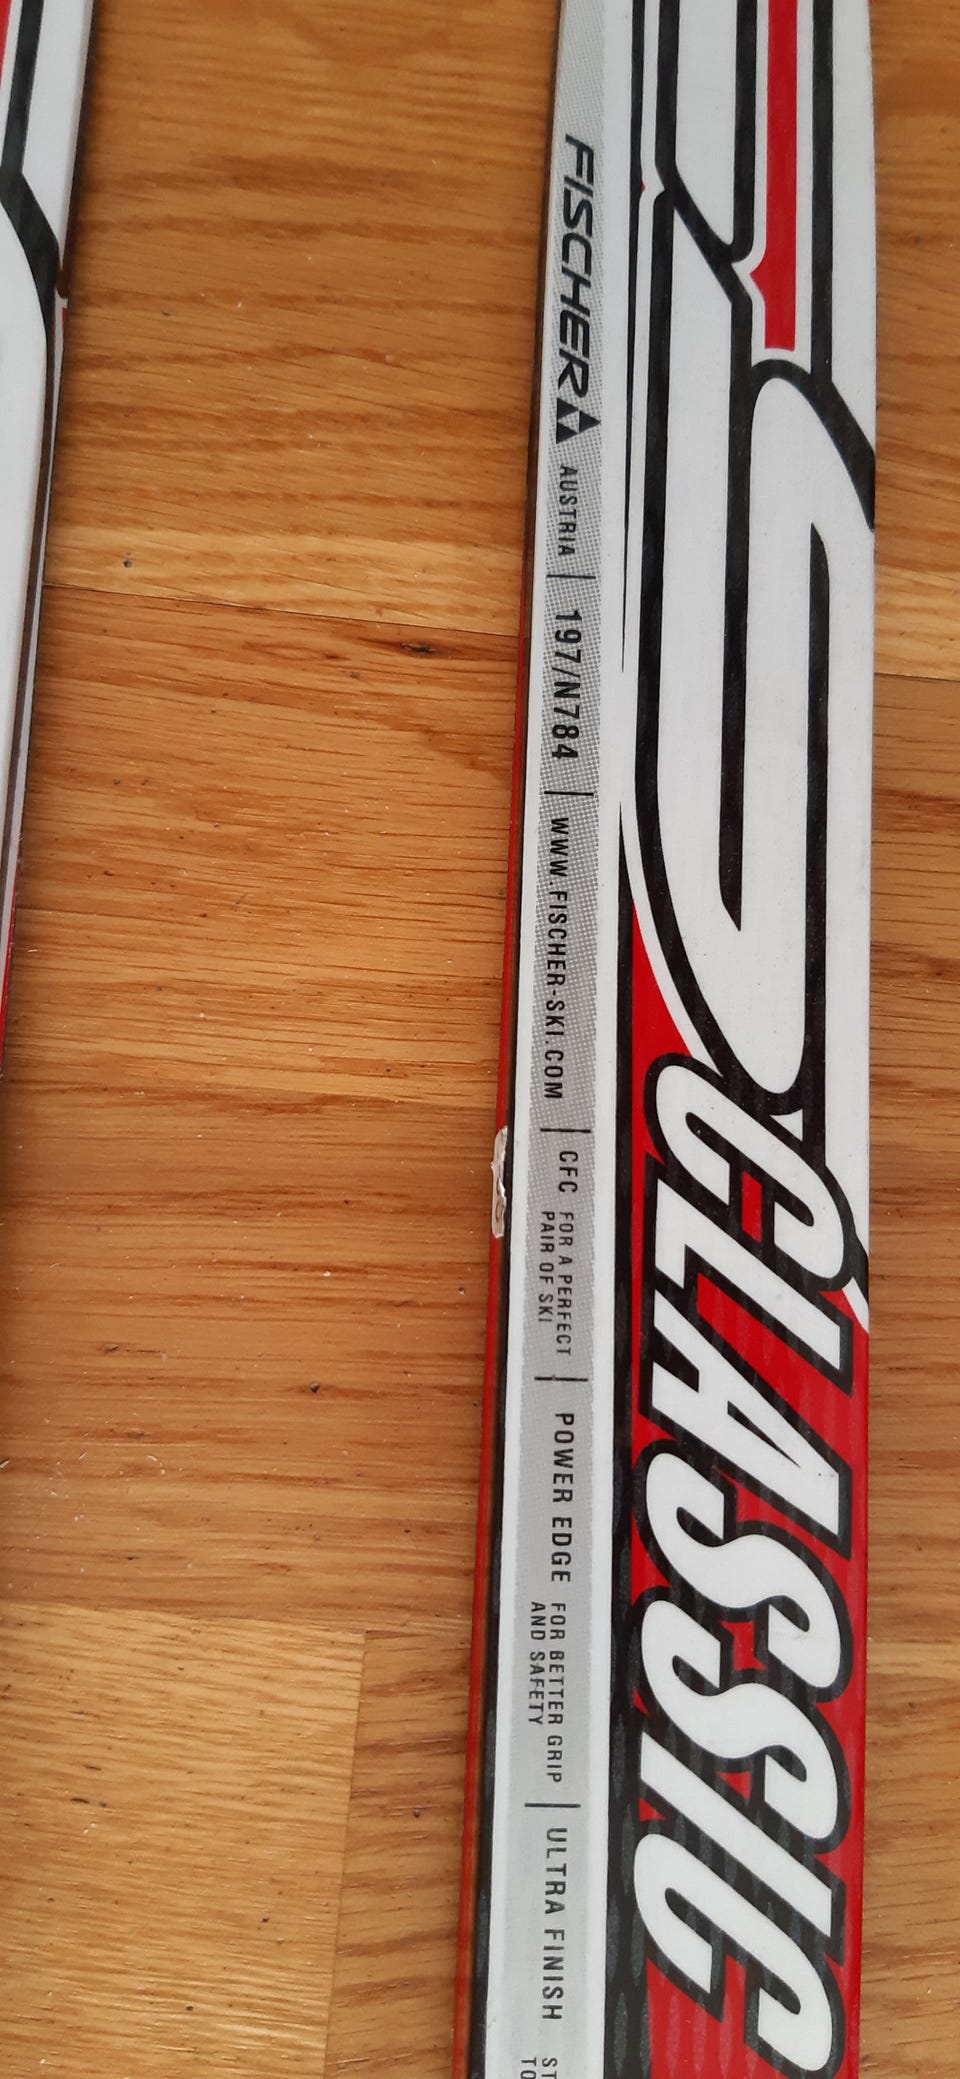 FISCHER AUSTRIA | 197/N784 | WWW.FISCHER-SKI.COM | CFC FOR A PERFECT
PAIR OF SKI
| POWER EDGE FOR BETTER GRIP
AND SAFETY
| ULTRA FINISH
CLASSIC